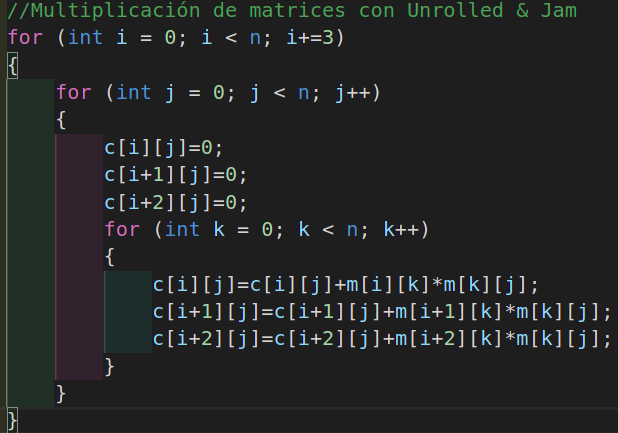 //Multiplicación de matrices con Unrolled & Jam
for (int i = 0; i < n; i+=3)
{
    for (int j = 0; j < n; j++)
    {
        c[i][j]=0;
        c[i+1][j]=0;
        c[i+2][j]=0;
        for (int k = 0; k < n; k++)
        {
            c[i][j]=c[i][j]+m[i][k]*m[k][j];
            c[i+1][j]=c[i+1][j]+m[i+1][k]*m[k][j];
            c[i+2][j]=c[i+2][j]+m[i+2][k]*m[k][j];
        }
    }
}